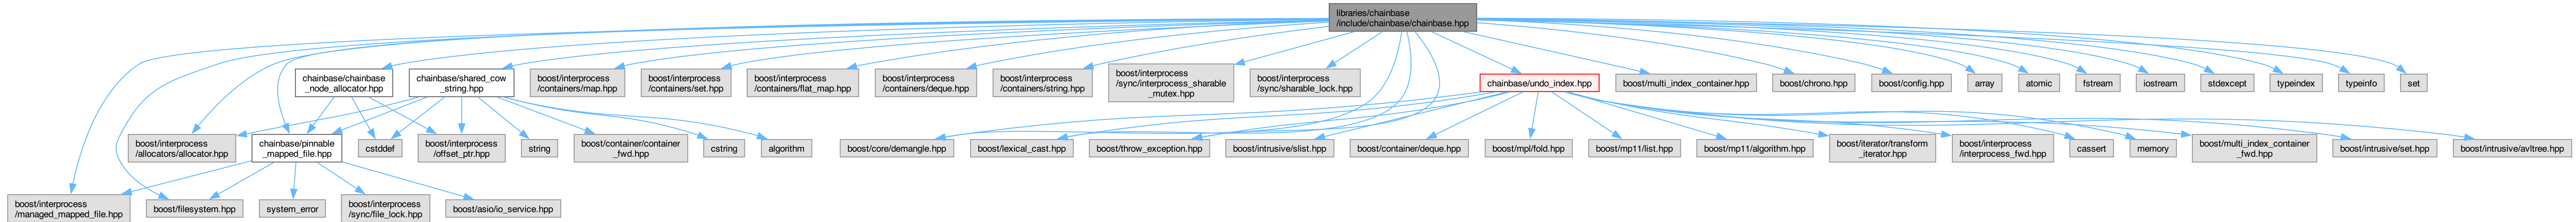 libraries/chainbase
/include/chainbase/chainbase.hpp
chainbase/chainbase
_node_allocator.hpp
chainbase/shared_cow
_string.hpp
boost/interprocess
/containers/map.hpp
boost/interprocess
/containers/set.hpp
boost/interprocess
/containers/flat_map.hpp
boost/interprocess
/containers/deque.hpp
boost/interprocess
/containers/string.hpp
boost/interprocess
/sync/interprocess_sharable
_mutex.hpp
boost/interprocess
/sync/sharable_lock.hpp
chainbase/undo_index.hpp
boost/multi_index_container.hpp
boost/chrono.hpp
boost/config.hpp
array
atomic
fstream
iostream
stdexcept
typeindex
typeinfo
set
boost/interprocess
/allocators/allocator.hpp
chainbase/pinnable
_mapped_file.hpp
cstddef
boost/interprocess
/offset_ptr.hpp
string
boost/container/container
_fwd.hpp
cstring
algorithm
boost/core/demangle.hpp
boost/lexical_cast.hpp
boost/throw_exception.hpp
boost/intrusive/slist.hpp
boost/container/deque.hpp
boost/mpl/fold.hpp
boost/mp11/list.hpp
boost/mp11/algorithm.hpp
boost/iterator/transform
_iterator.hpp
boost/interprocess
/interprocess_fwd.hpp
cassert
memory
boost/multi_index_container
_fwd.hpp
boost/intrusive/set.hpp
boost/intrusive/avltree.hpp
boost/interprocess
/managed_mapped_file.hpp
boost/filesystem.hpp
system_error
boost/interprocess
/sync/file_lock.hpp
boost/asio/io_service.hpp